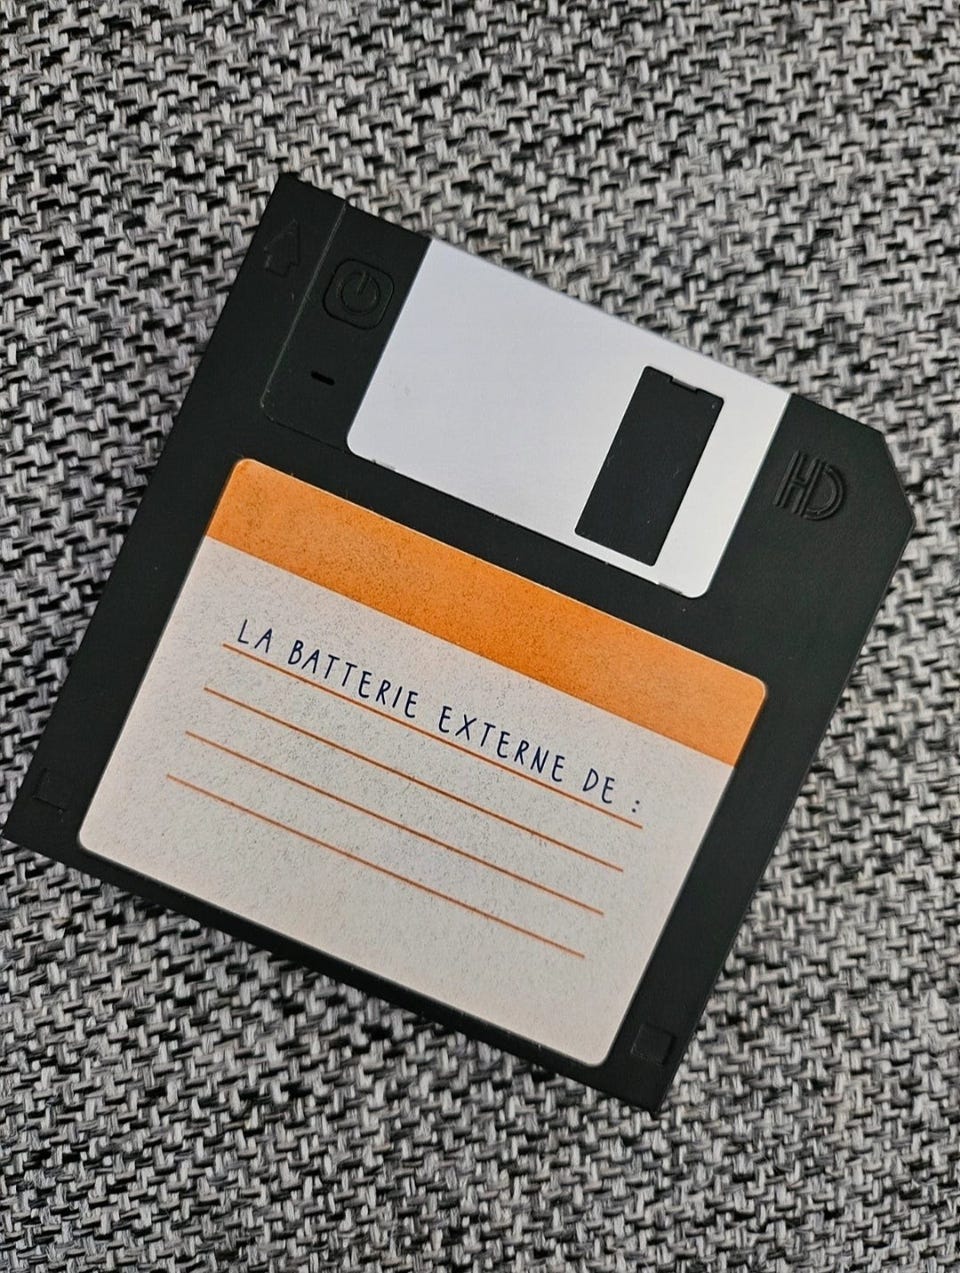 HD
LA BATTERIE EXTERNE DE :